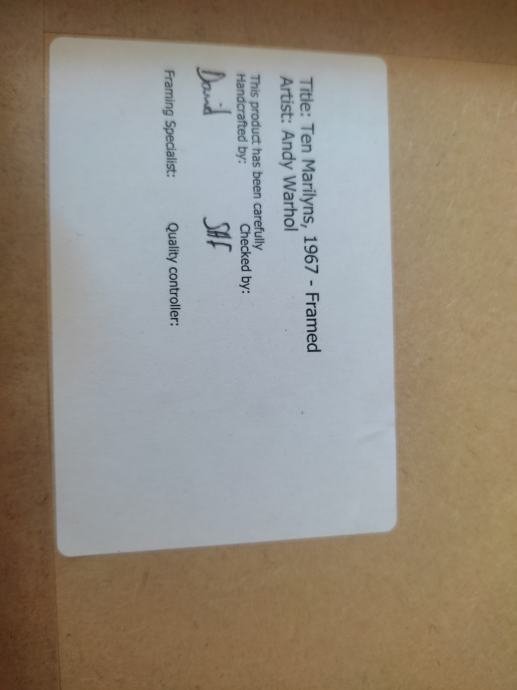 Title: Ten Marilyns, 1967 - Framed
Artist: Andy Warhol
This product has been carefully
Handcrafted by: Checked by:
David SAF
Framing Specialist: Quality controller: